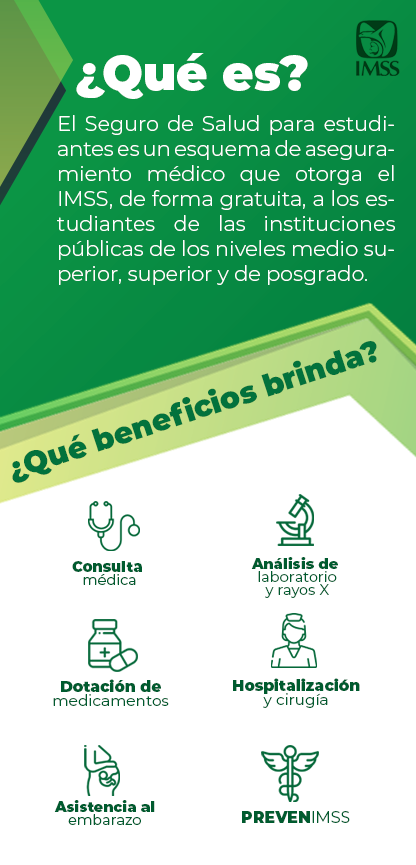 IMSS
¿Qué es?
El Seguro de Salud para estudi-
antes es un esquema de asegura-
miento médico que otorga el
IMSS, de forma gratuita, a los es-
tudiantes de las instituciones
públicas de los niveles medio su-
perior, superior y de posgrado.
¿Qué beneficios brinda?
Consulta
médica
Análisis de
laboratorio
y rayos X
Dotación de
medicamentos
Hospitalización
y cirugía
Asistencia al
embarazo
PREVENIMSS